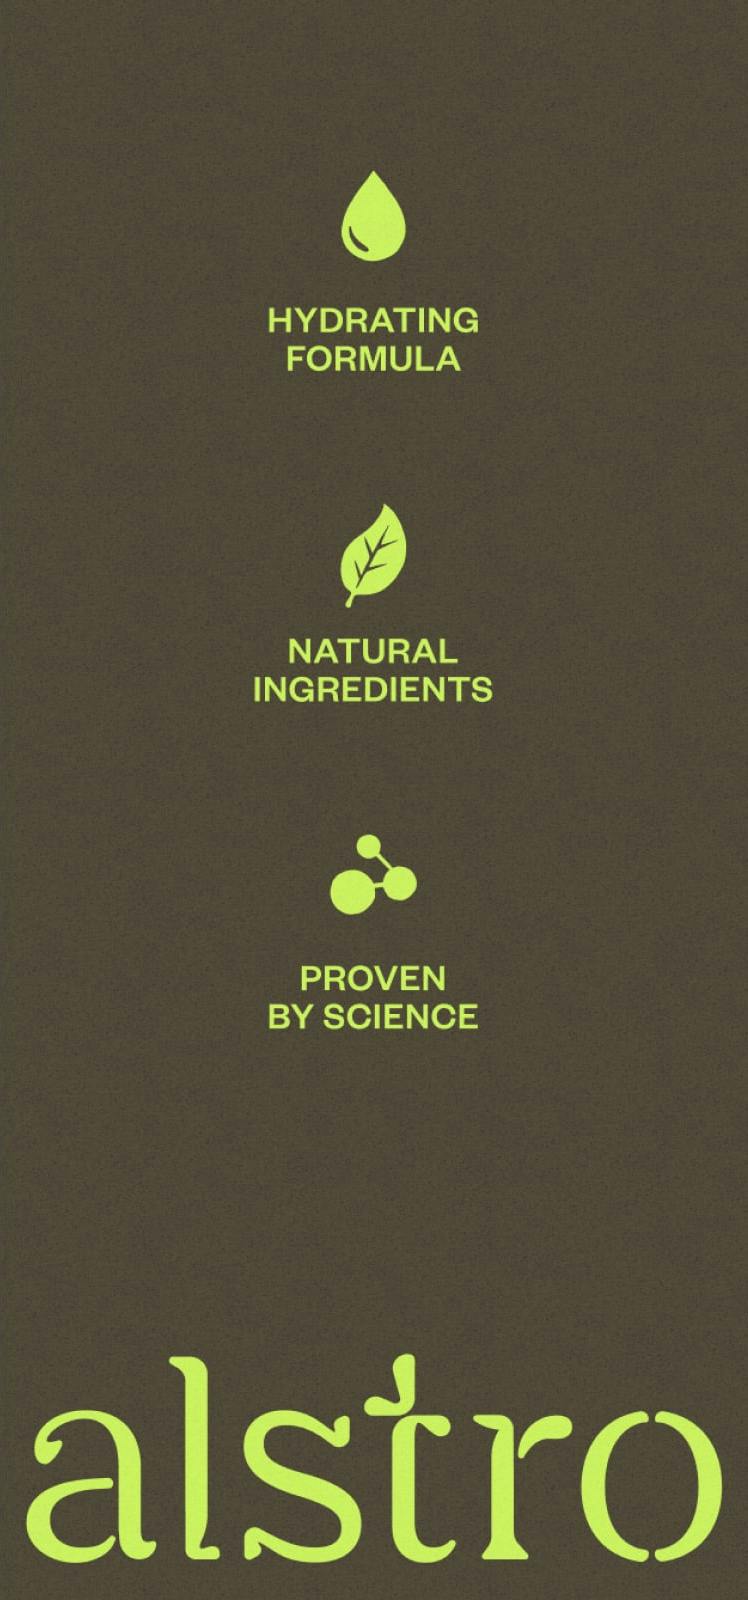 HYDRATING
FORMULA
NATURAL
INGREDIENTS
PROVEN
BY SCIENCE
alstro